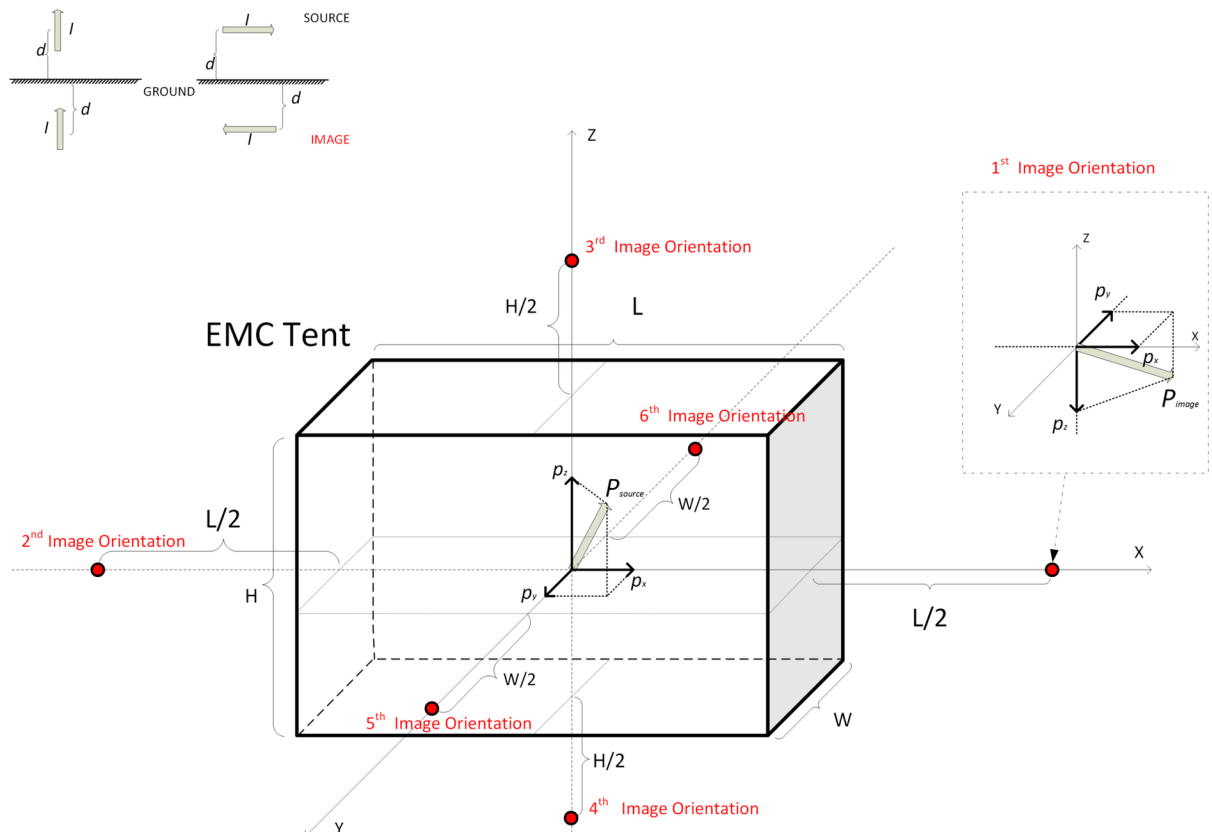 I
SOURCE
I
d
d
GROUND
d
d
I
I
IMAGE
Z
1st Image Orientation
3rd Image Orientation
Z
H/2
L
py
EMC Tent
X
px
Pimage
6th Image Orientation
Y
pz
pz
Psource
W/2
L/2
2nd Image Orientation
X
H
px
py
L/2
W/2
5th Image Orientation
W
H/2
4th Image Orientation
Y